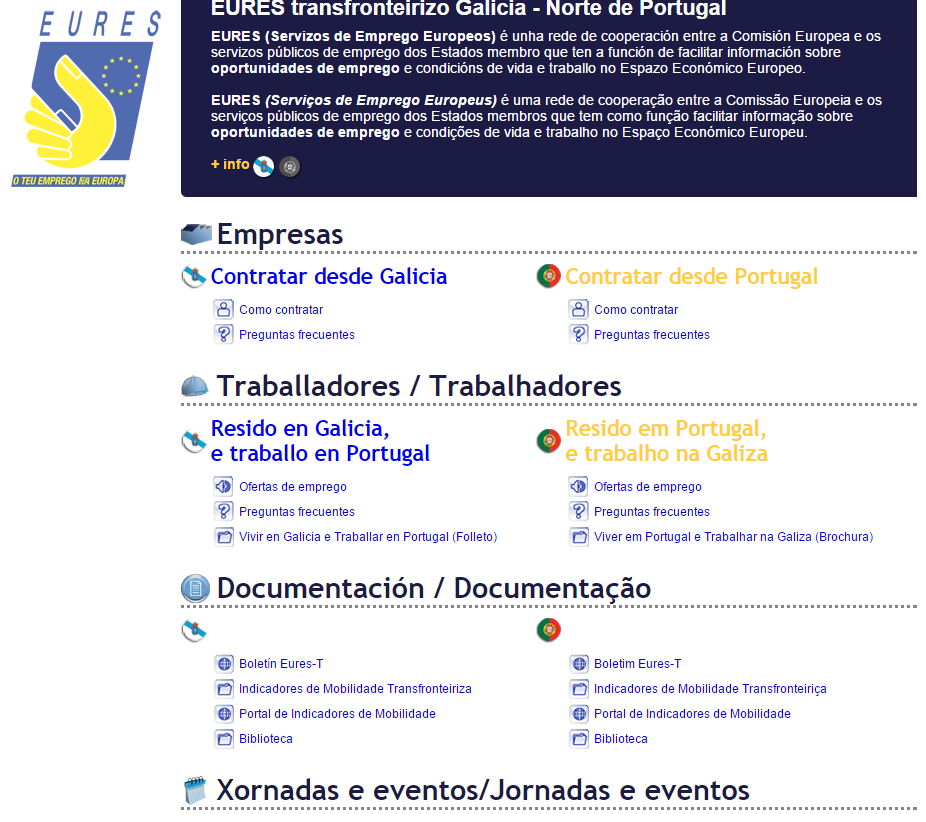 EURES
O TEU EMPREGO NA EUROPA
EURES transfronteirizo Galicia - Norte de Portugal
EURES (Servizos de Emprego Europeos) é unha rede de cooperación entre a Comisión Europea e os
servizos públicos de emprego dos Estados membro que ten a función de facilitar información sobre
oportunidades de emprego e condicións de vida e traballo no Espazo Económico Europeo.
EURES (Serviços de Emprego Europeus) é uma rede de cooperação entre a Comissão Europeia e os
serviços públicos de emprego dos Estados membros que tem como função facilitar informação sobre
oportunidades de emprego e condições de vida e trabalho no Espaço Económico Europeu.
+ info
Empresas
Contratar desde Galicia
Como contratar
Preguntas frecuentes
Contratar desde Portugal
Como contratar
Preguntas frecuentes
Traballadores / Trabalhadores
Resido en Galicia,
e traballo en Portugal
Ofertas de emprego
Preguntas frecuentes
Vivir en Galicia e Traballar en Portugal (Folleto)
Resido em Portugal,
e trabalho na Galiza
Ofertas de emprego
Preguntas frecuentes
Viver em Portugal e Trabalhar na Galiza (Brochura)
Documentación / Documentação
Boletín Eures-T
Indicadores de Mobilidade Transfronteiriza
Portal de Indicadores de Mobilidade
Biblioteca
Boletim Eures-T
Indicadores de Mobilidade Transfronteiriça
Portal de Indicadores de Mobilidade
Biblioteca
Xornadas e eventos/Jornadas e eventos